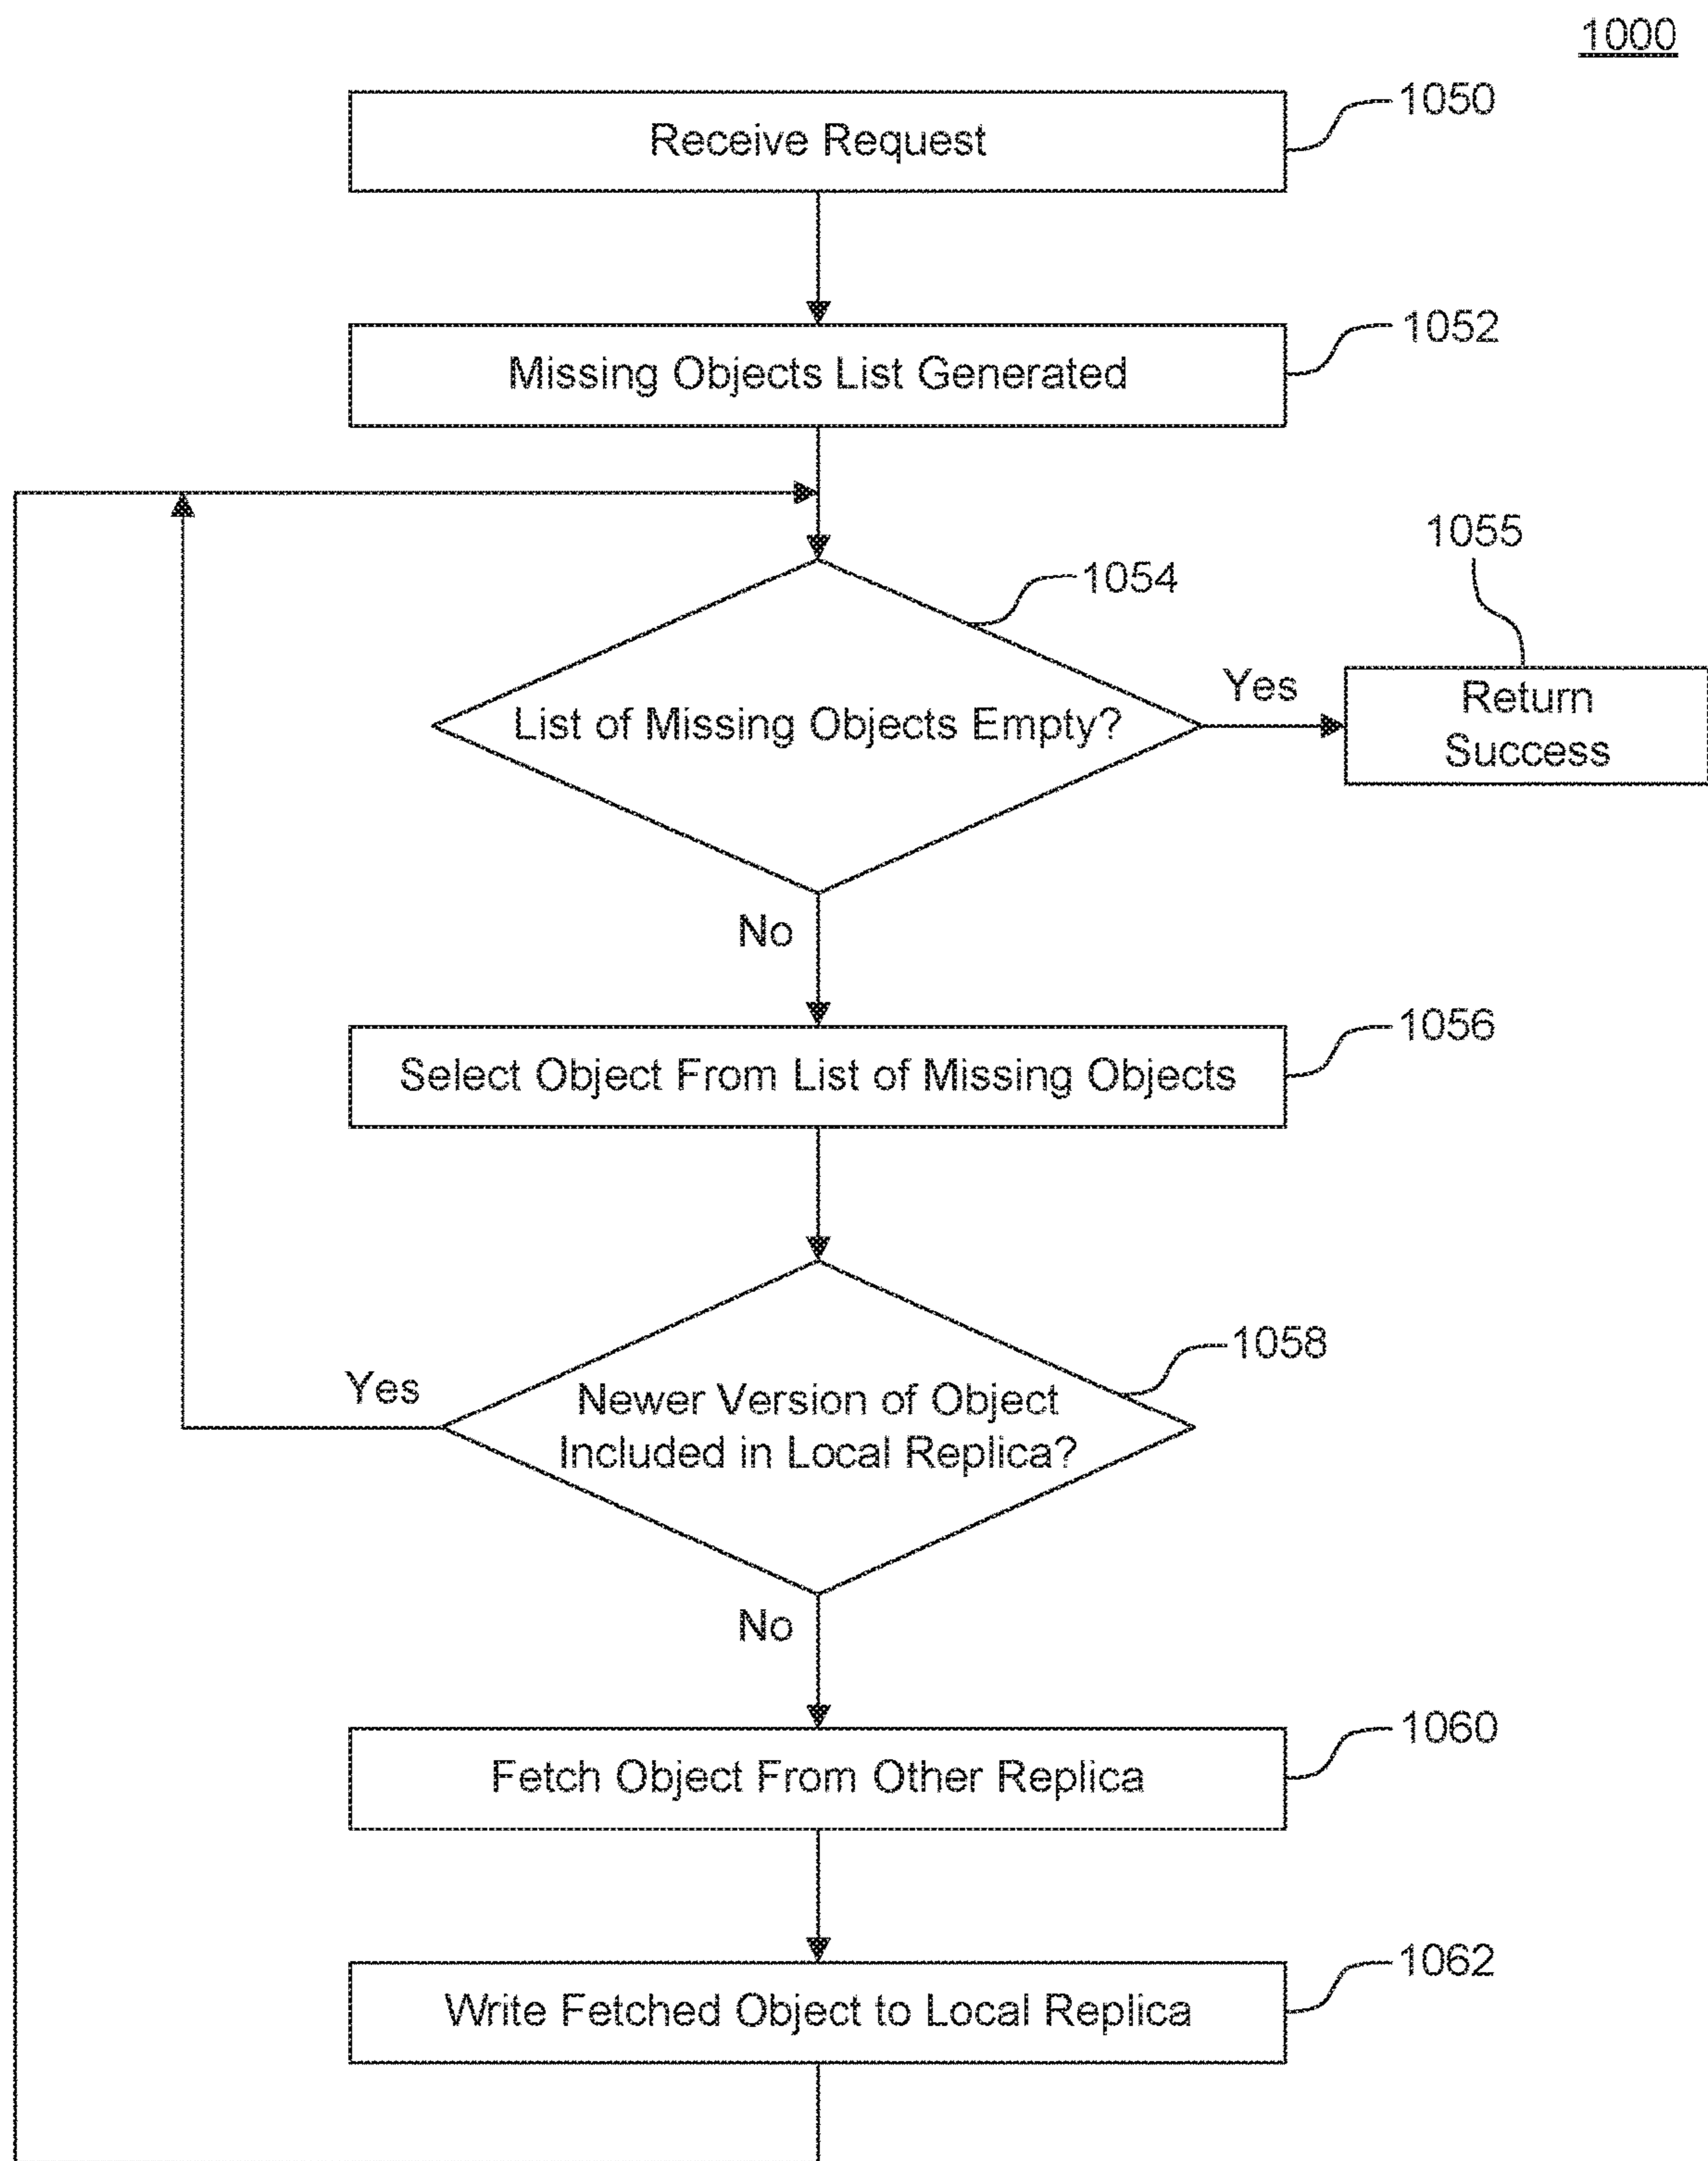 1000
1050
Receive Request
1052
Missing Objects List Generated
1054
1055
List of Missing Objects Empty?
Yes
Return
Success
No
1056
Select Object From List of Missing Objects
1058
Yes
Newer Version of Object
Included in Local Replica?
No
1060
Fetch Object From Other Replica
1062
Write Fetched Object to Local Replica